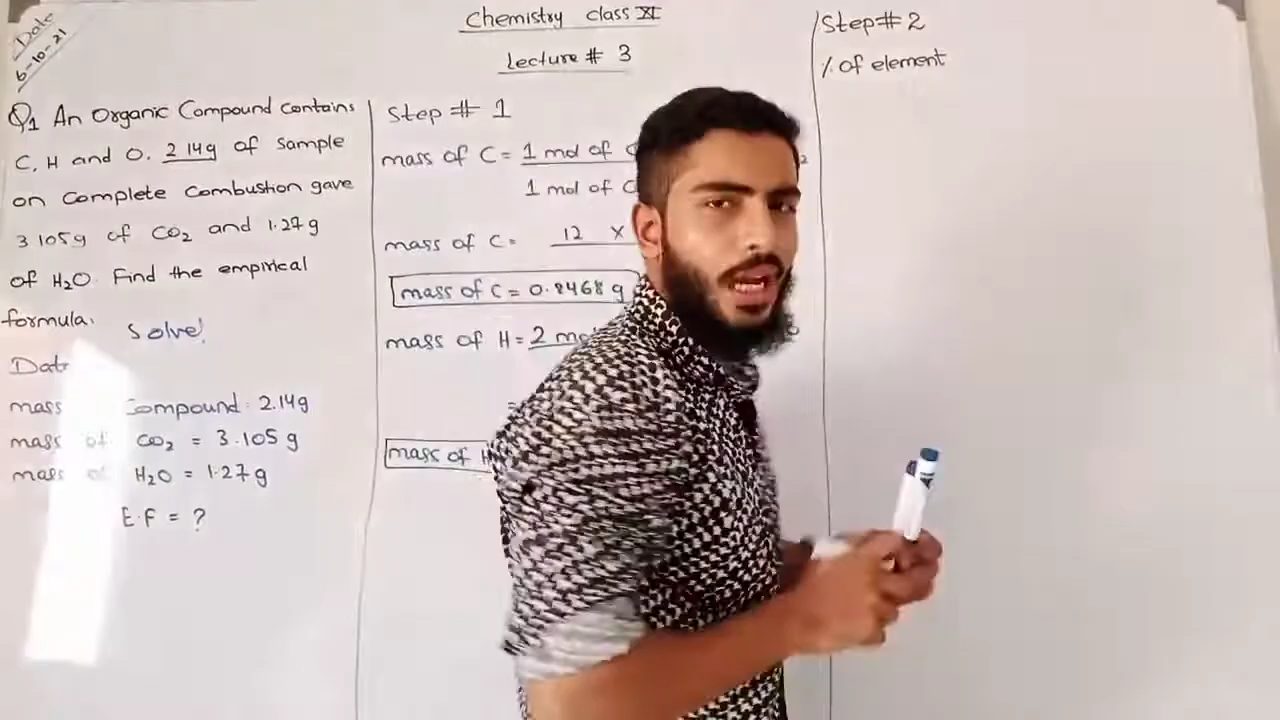 Date
6-10-21
Chemistry class XI
Lecture # 3
Q1 An Organic Compound contains
C, H and O. 2 14g of sample
on complete Combustion gave
3 105g of CO2 and 1.27g
of H2O. Find the empirical
formula.
Solve!
Dat
mass Compound: 2.14g
mass of CO2 = 3.105 g
mass of H2O = 1.27g
E.F = ?
Step # 1
mass of C = 1 mol of C
1 mol of C
mass of C = 12 X
mass of C = 0.8468 g
mass of H = 2 mo
=
mass of H
Step # 2
% of element